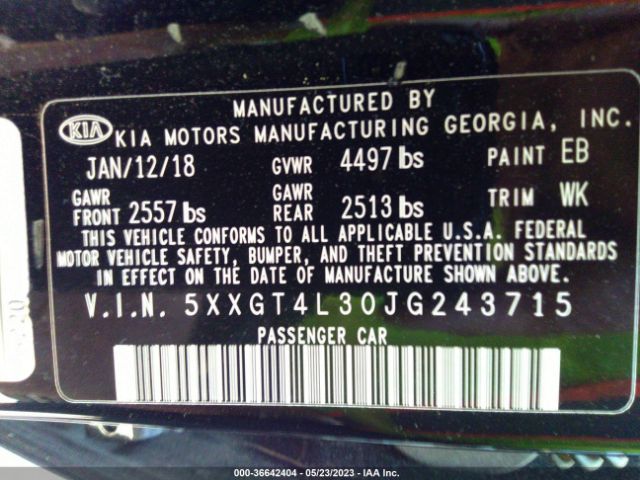 MANUFACTURED BY
KIA KIA MOTORS MANUFACTURING GEORGIA, INC.
JAN/12/18 GVWR 4497 lbs PAINT EB
GAWR FRONT 2557 lbs GAWR REAR 2513 lbs TRIM WK
THIS VEHICLE CONFORMS TO ALL APPLICABLE U.S.A. FEDERAL
MOTOR VEHICLE SAFETY, BUMPER, AND THEFT PREVENTION STANDARDS
IN EFFECT ON THE DATE OF MANUFACTURE SHOWN ABOVE.
V.I.N. 5XXGT4L30JG243715
PASSENGER CAR
000-36642404 — 05/23/2023 — IAA Inc.